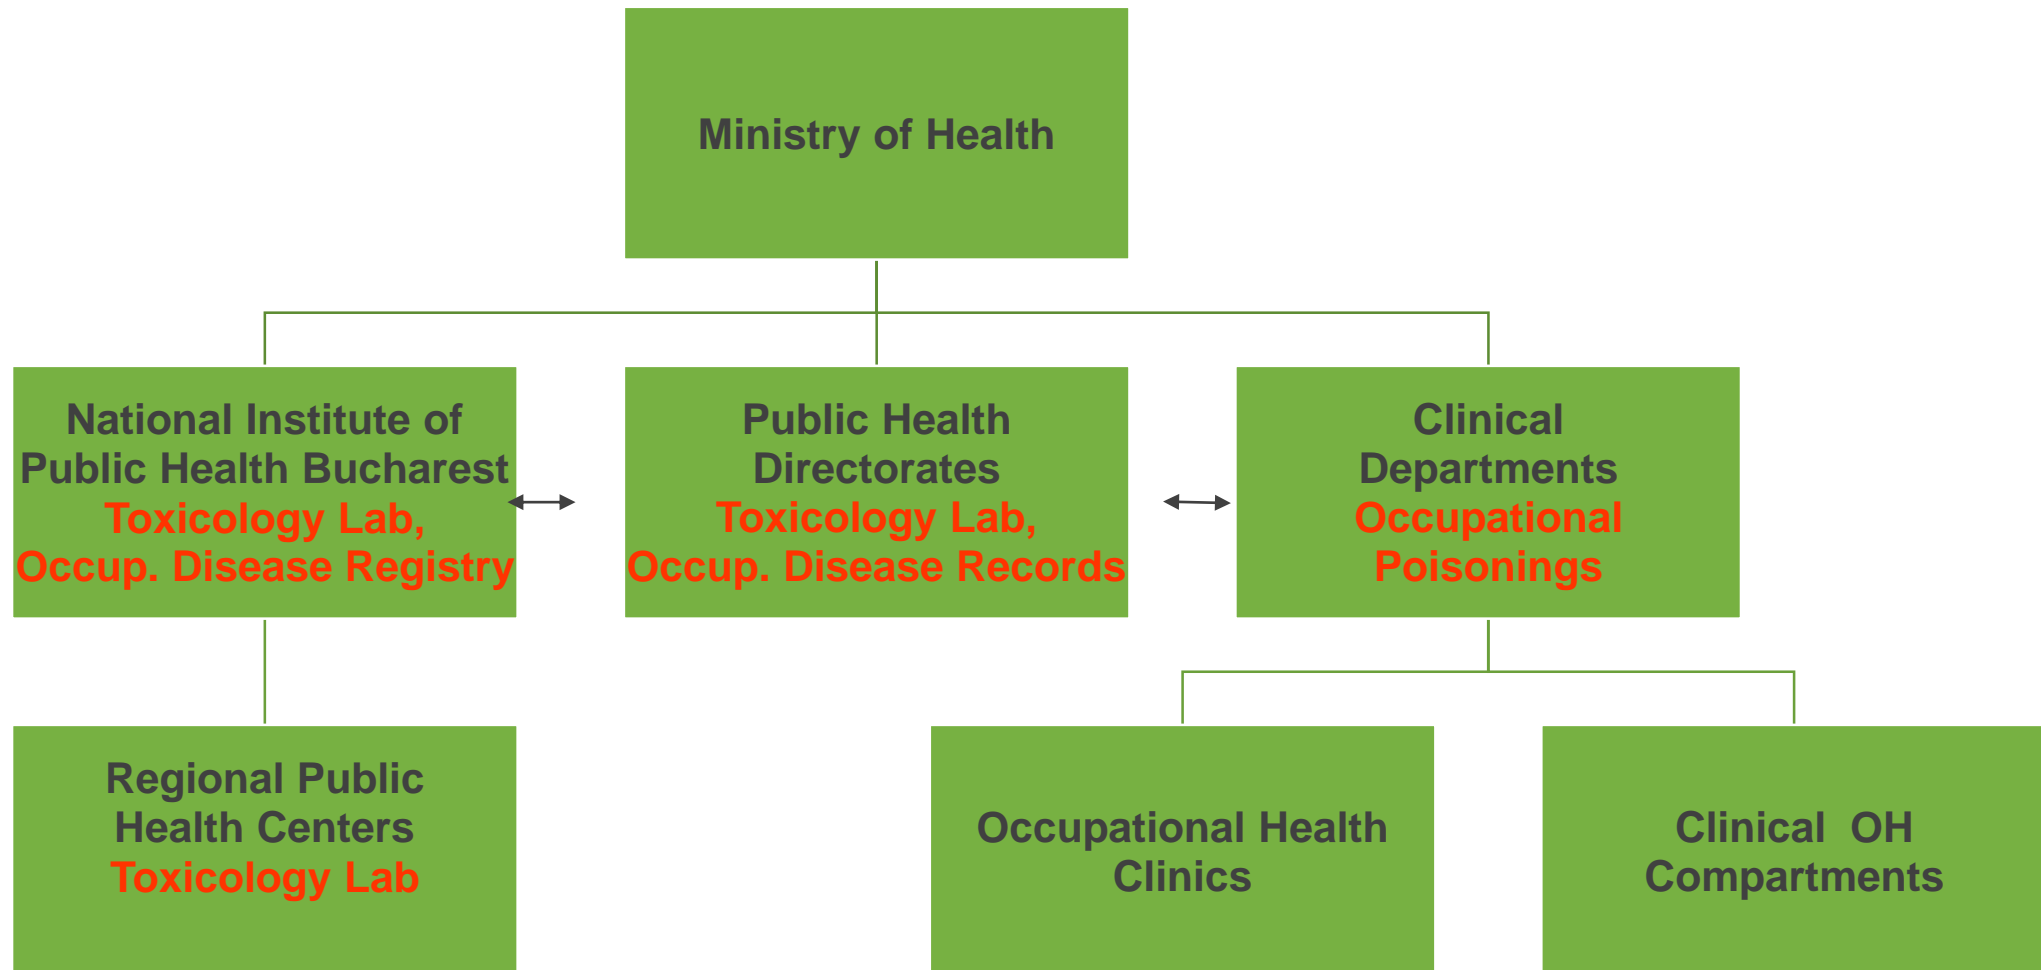 Ministry of Health
National Institute of
Public Health Bucharest
Toxicology Lab,
Occup. Disease Registry
Public Health
Directorates
Toxicology Lab,
Occup. Disease Records
Clinical
Departments
Occupational
Poisonings
Regional Public
Health Centers
Toxicology Lab
Occupational Health
Clinics
Clinical  OH
Compartments